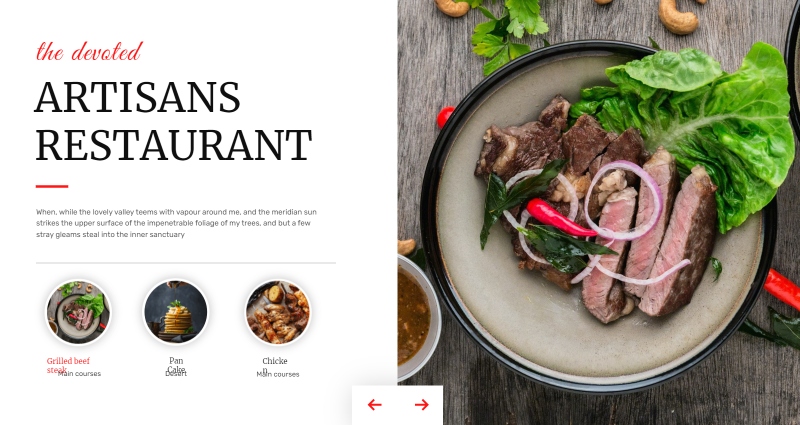 the devoted
ARTISANS
RESTAURANT
When, while the lovely valley teems with vapour around me, and the meridian sun
strikes the upper surface of the impenetrable foliage of my trees, and but a few
stray gleams steal into the inner sanctuary
Grilled beef
steak
Main courses
Pan
Cake
Desert
Chicke
n
Main courses